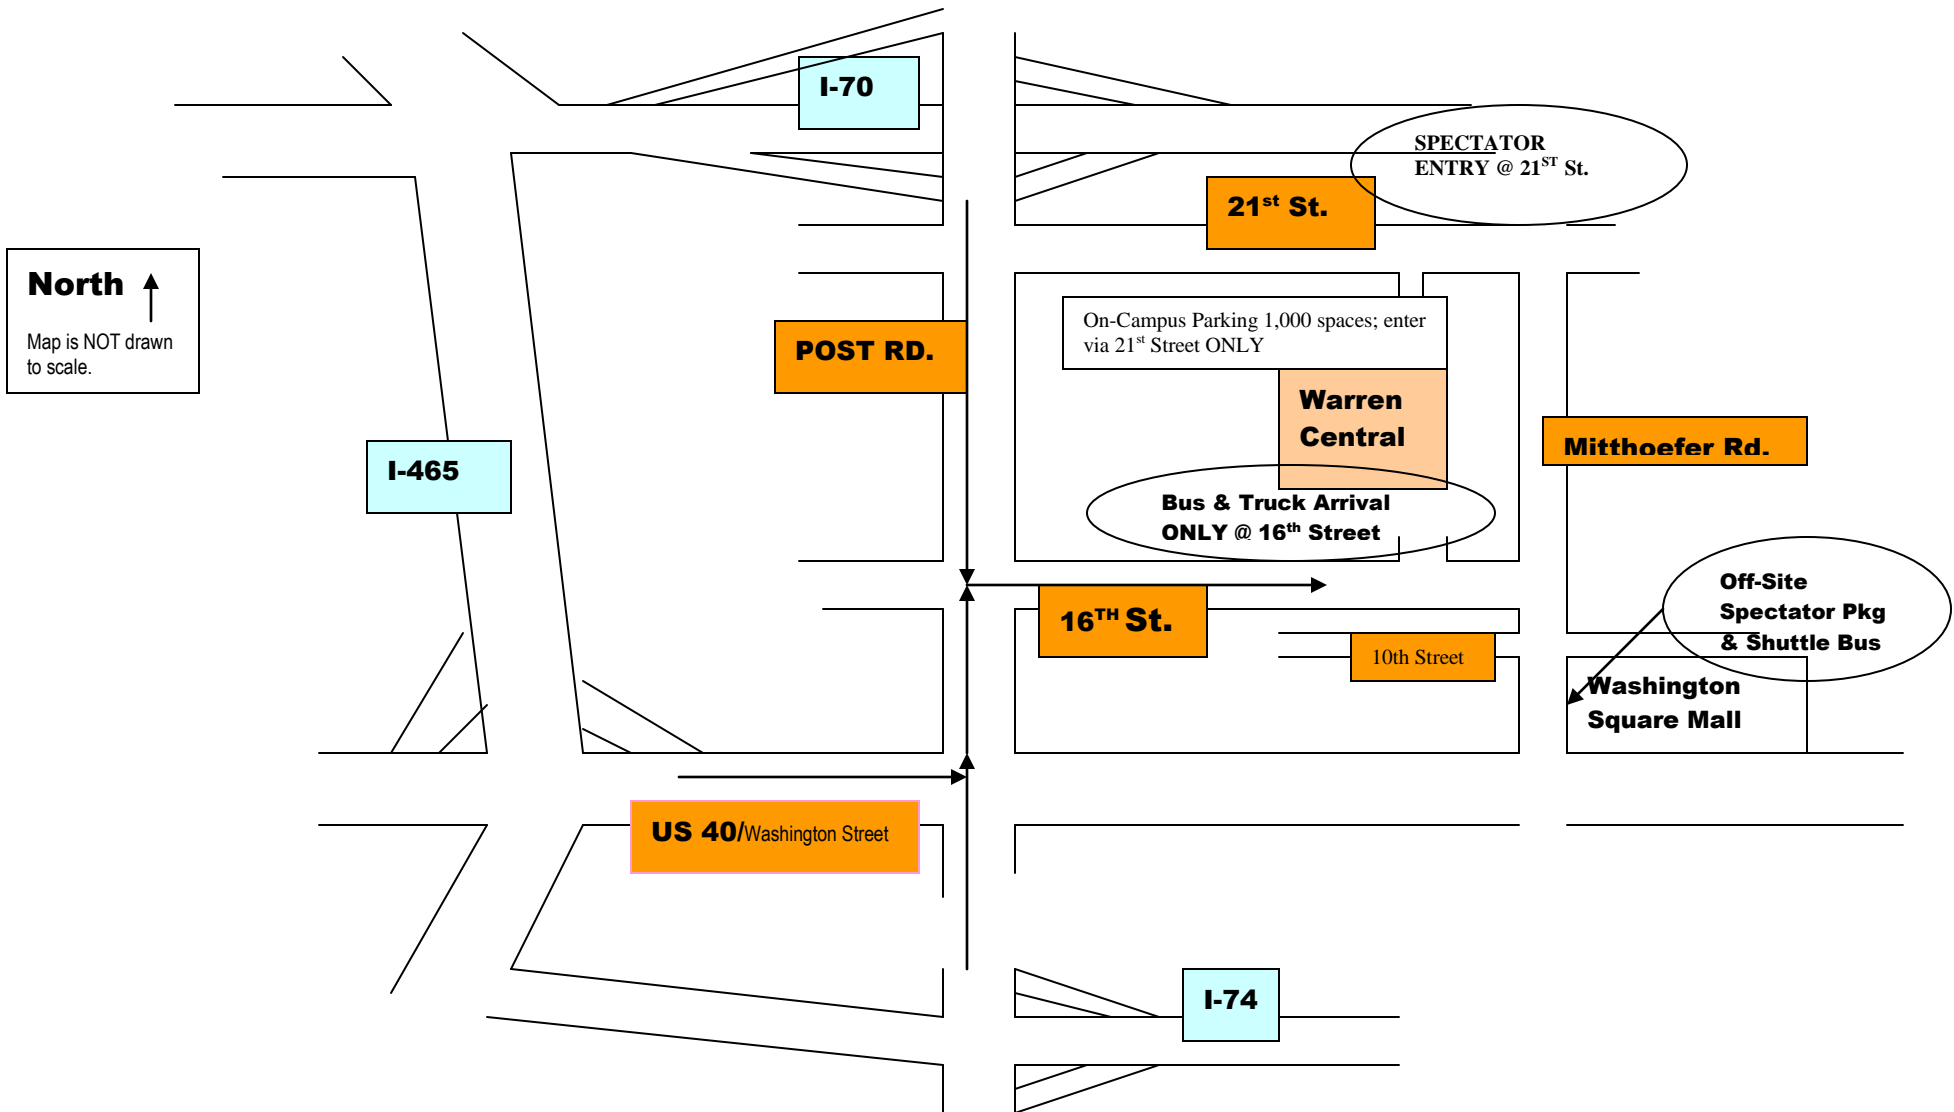 I-70
SPECTATOR
ENTRY @ 21ST St.
21st St.
North
Map is NOT drawn
to scale.
On-Campus Parking 1,000 spaces; enter
via 21st Street ONLY
POST RD.
Warren
Central
Mitthoefer Rd.
I-465
Bus & Truck Arrival
ONLY @ 16th Street
Off-Site
Spectator Pkg
& Shuttle Bus
16TH St.
10th Street
Washington
Square Mall
US 40/Washington Street
I-74